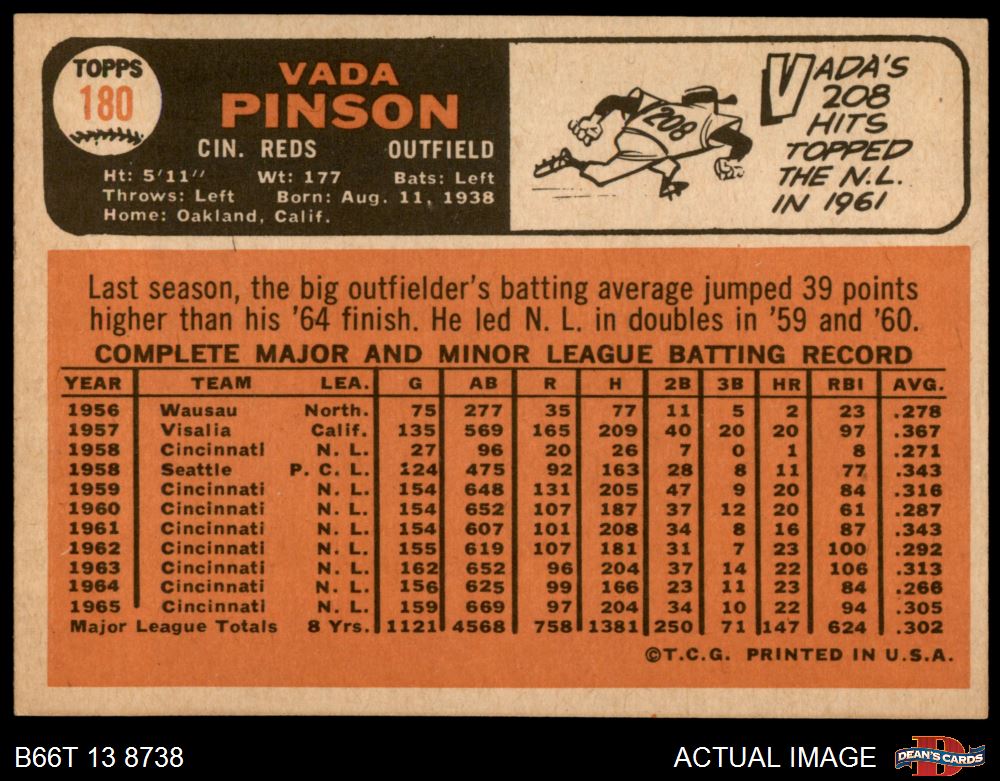 TOPPS
180
VADA
PINSON
CIN. REDS OUTFIELD
Ht: 5'11" Wt: 177 Bats: Left
Throws: Left Born: Aug. 11, 1938
Home: Oakland, Calif.
208
VADA'S
208
HITS
TOPPED
THE N.L.
IN 1961
Last season, the big outfielder's batting average jumped 39 points
higher than his '64 finish. He led N. L. in doubles in '59 and '60.
COMPLETE MAJOR AND MINOR LEAGUE BATTING RECORD
YEAR TEAM LEA. G AB R H 2B 3B HR RBI AVG.
1956 Wausau North. 75 277 35 77 11 5 2 23 .278
1957 Visalia Calif. 135 569 165 209 40 20 20 97 .367
1958 Cincinnati N. L. 27 96 20 26 7 0 1 8 .271
1958 Seattle P. C. L. 124 475 92 163 28 8 11 77 .343
1959 Cincinnati N. L. 154 648 131 205 47 9 20 84 .316
1960 Cincinnati N. L. 154 652 107 187 37 12 20 61 .287
1961 Cincinnati N. L. 154 607 101 208 34 8 16 87 .343
1962 Cincinnati N. L. 155 619 107 181 31 7 23 100 .292
1963 Cincinnati N. L. 162 652 96 204 37 14 22 106 .313
1964 Cincinnati N. L. 156 625 99 166 23 11 23 84 .266
1965 Cincinnati N. L. 159 669 97 204 34 10 22 94 .305
Major League Totals 8 Yrs. 1121 4568 758 1381 250 71 147 624 .302
©T.C.G. PRINTED IN U.S.A.
B66T 13 8738 ACTUAL IMAGE
D
DEAN'S CARDS